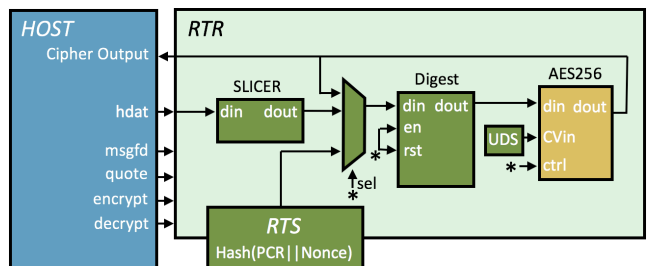 HOST
RTR
Cipher Output
SLICER
Digest
AES256
hdat
din dout
din dout
din dout
en
rst
UDS
CVin
*
*
ctrl
msgfd
quote
encrypt
decrypt
sel
*
RTS
Hash(PCR||Nonce)